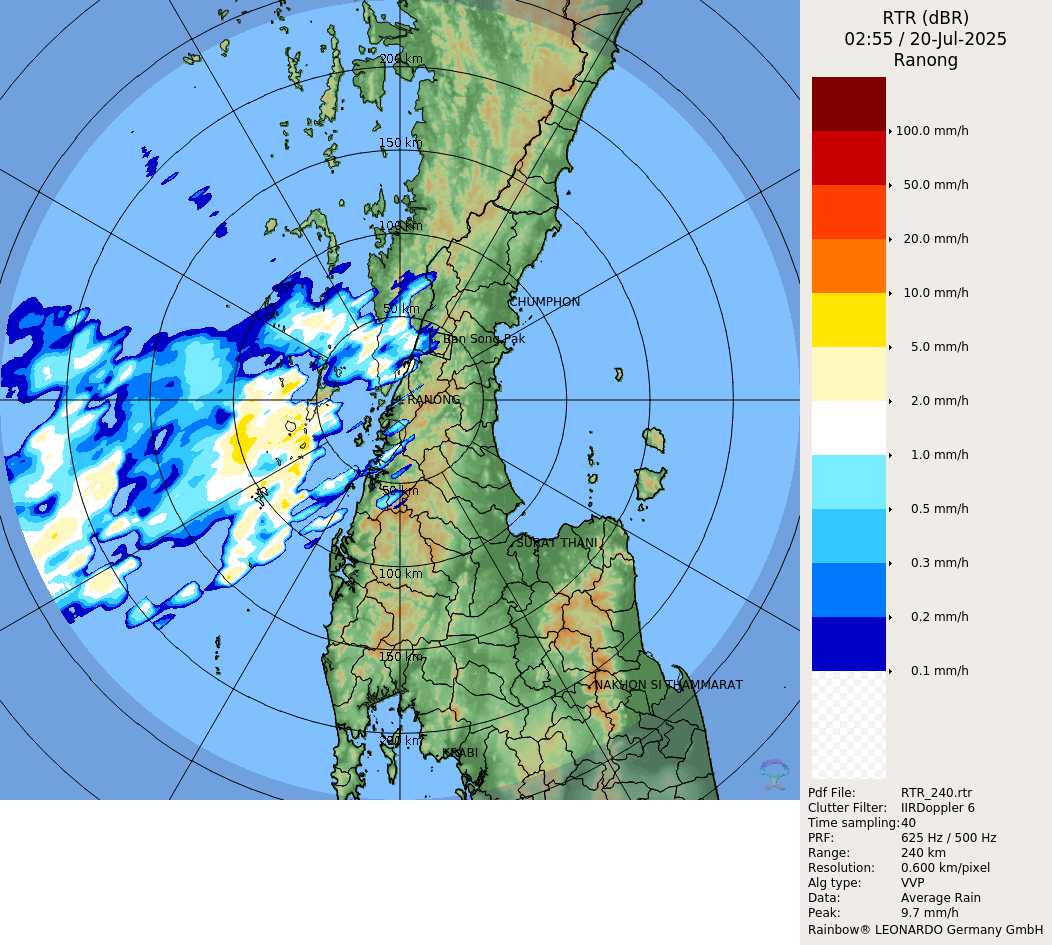 RTR (dBR)
02:55 / 20-Jul-2025
Ranong
100.0 mm/h
50.0 mm/h
20.0 mm/h
10.0 mm/h
5.0 mm/h
2.0 mm/h
1.0 mm/h
0.5 mm/h
0.3 mm/h
0.2 mm/h
0.1 mm/h
200 km
150 km
100 km
50 km
CHUMPHON
Ban Song Pak
RANONG
50 km
SURAT THANI
100 km
150 km
NAKHON SI THAMMARAT
200 km
KRABI
Pdf File: RTR_240.rtr
Clutter Filter: IIRDoppler 6
Time sampling: 40
PRF: 625 Hz / 500 Hz
Range: 240 km
Resolution: 0.600 km/pixel
Alg type: VVP
Data: Average Rain
Peak: 9.7 mm/h
Rainbow® LEONARDO Germany GmbH